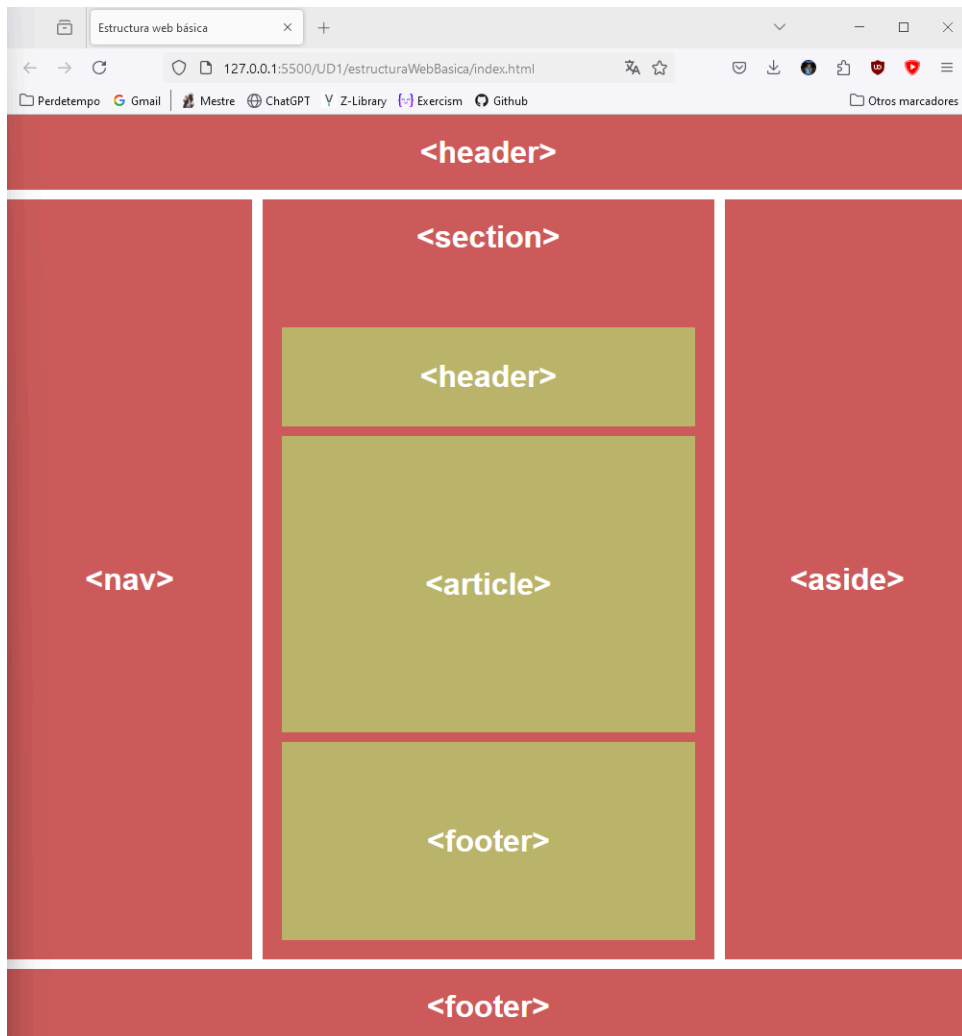 Estructura web básica
127.0.0.1:5500/UD1/estructuraWebBasica/index.html
Perdetempo Gmail Mestre ChatGPT Z-Library Exercism Github Otros marcadores
<header>
<section>
<header>
<nav> <article> <aside>
<footer>
<footer>